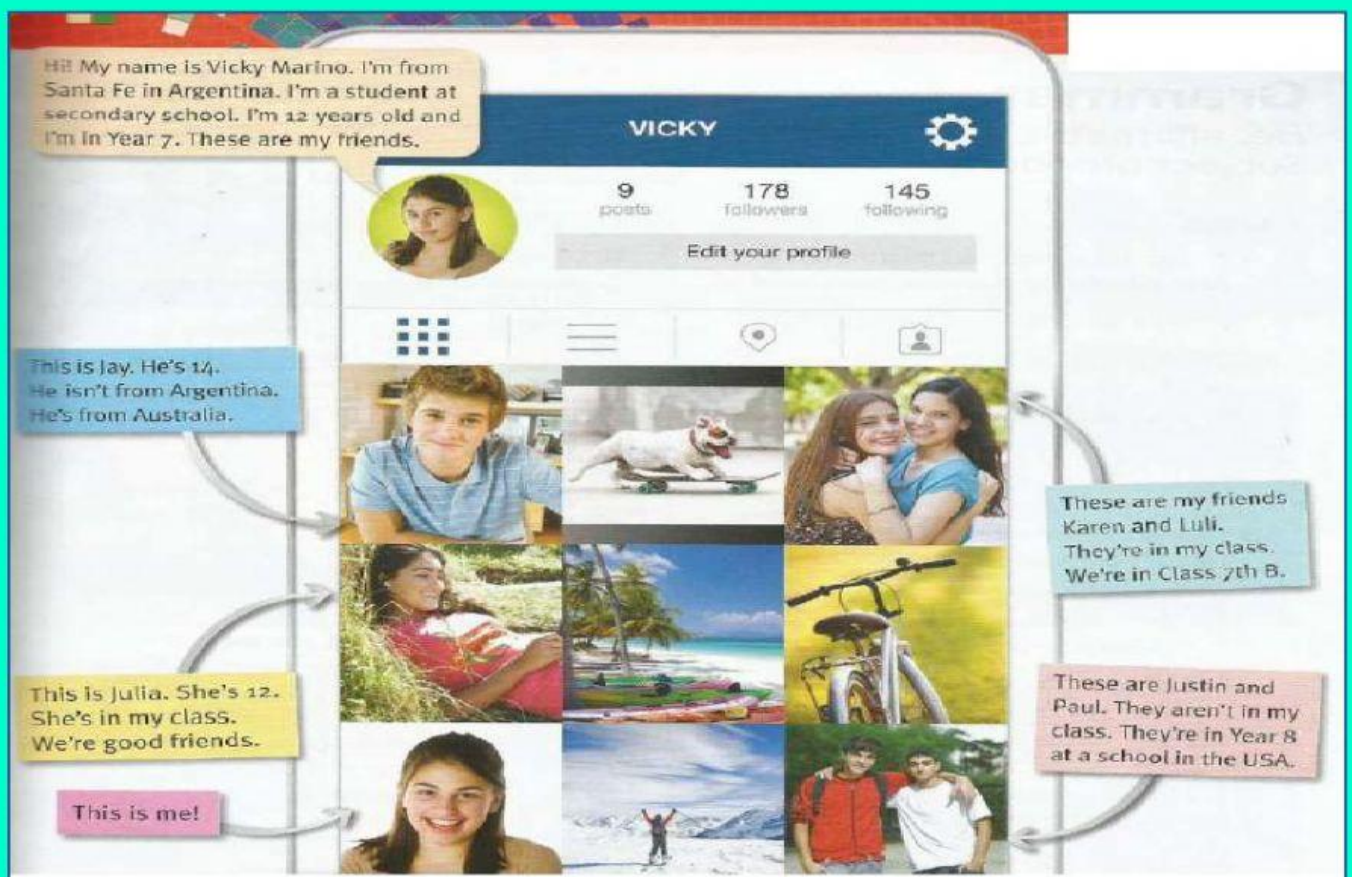 Hi! My name is Vicky Marino. I'm from
Santa Fe in Argentina. I'm a student at
secondary school. I'm 12 years old and
I'm in Year 7. These are my friends.
VICKY
9 178 145
posts followers following
Edit your profile
This is Jay. He's 14.
He isn't from Argentina.
He's from Australia.
These are my friends
Karen and Luli.
They're in my class.
We're in Class 7th B.
This is Julia. She's 12.
She's in my class.
We're good friends.
These are Justin and
Paul. They aren't in my
class. They're in Year 8
at a school in the USA.
This is me!